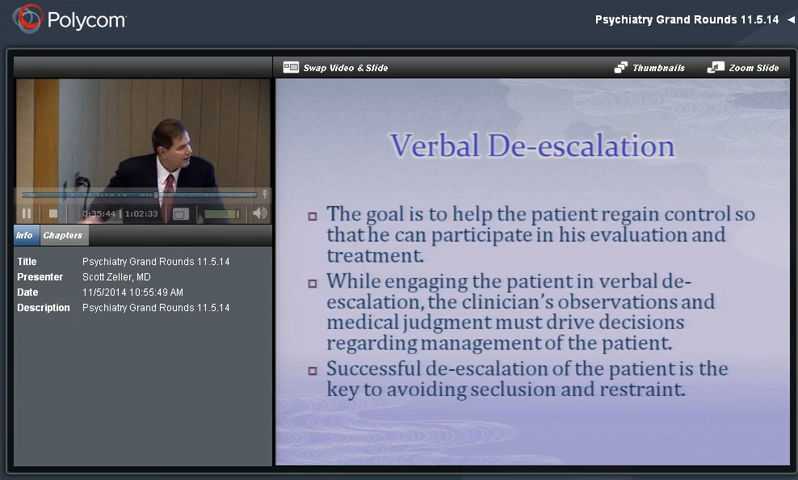 Polycom
Psychiatry Grand Rounds 11.5.14
Swap Video & Slide
Thumbnails
Zoom Slide
0:35:44 | 1:02:33
Info
Chapters
Title Psychiatry Grand Rounds 11.5.14
Presenter Scott Zeller, MD
Date 11/5/2014 10:55:49 AM
Description Psychiatry Grand Rounds 11.5.14
Verbal De-escalation
The goal is to help the patient regain control so
that he can participate in his evaluation and
treatment.
While engaging the patient in verbal de-
escalation, the clinician's observations and
medical judgment must drive decisions
regarding management of the patient.
Successful de-escalation of the patient is the
key to avoiding seclusion and restraint.